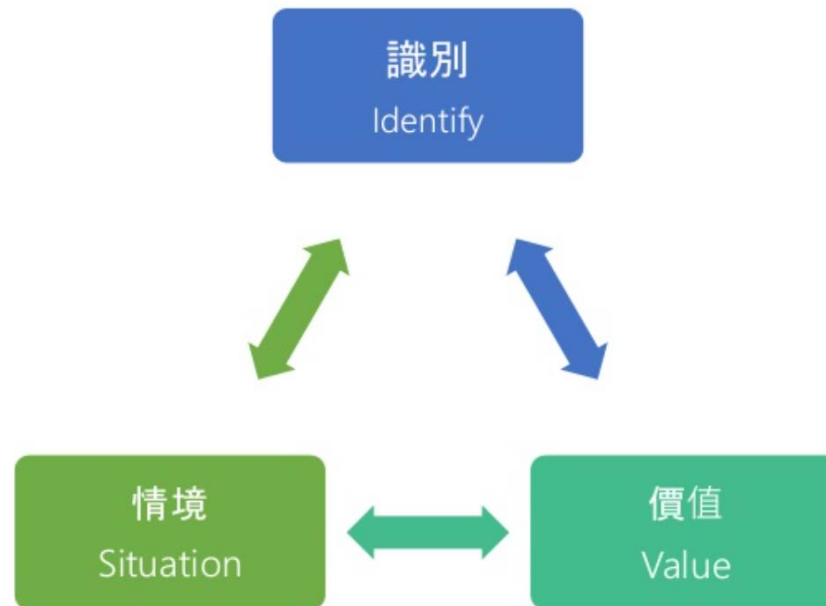 識別
Identify
情境
Situation
價值
Value